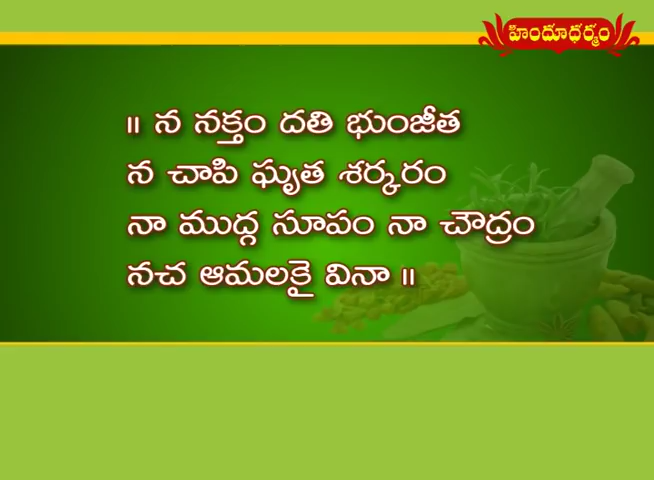 హిందూధర్మం
॥ న నక్తం దతి భుంజీత
న చాపి ఘృత శర్కరం
నా ముద్గ సూపం నా చౌద్రం
నచ ఆమలకై వినా ॥